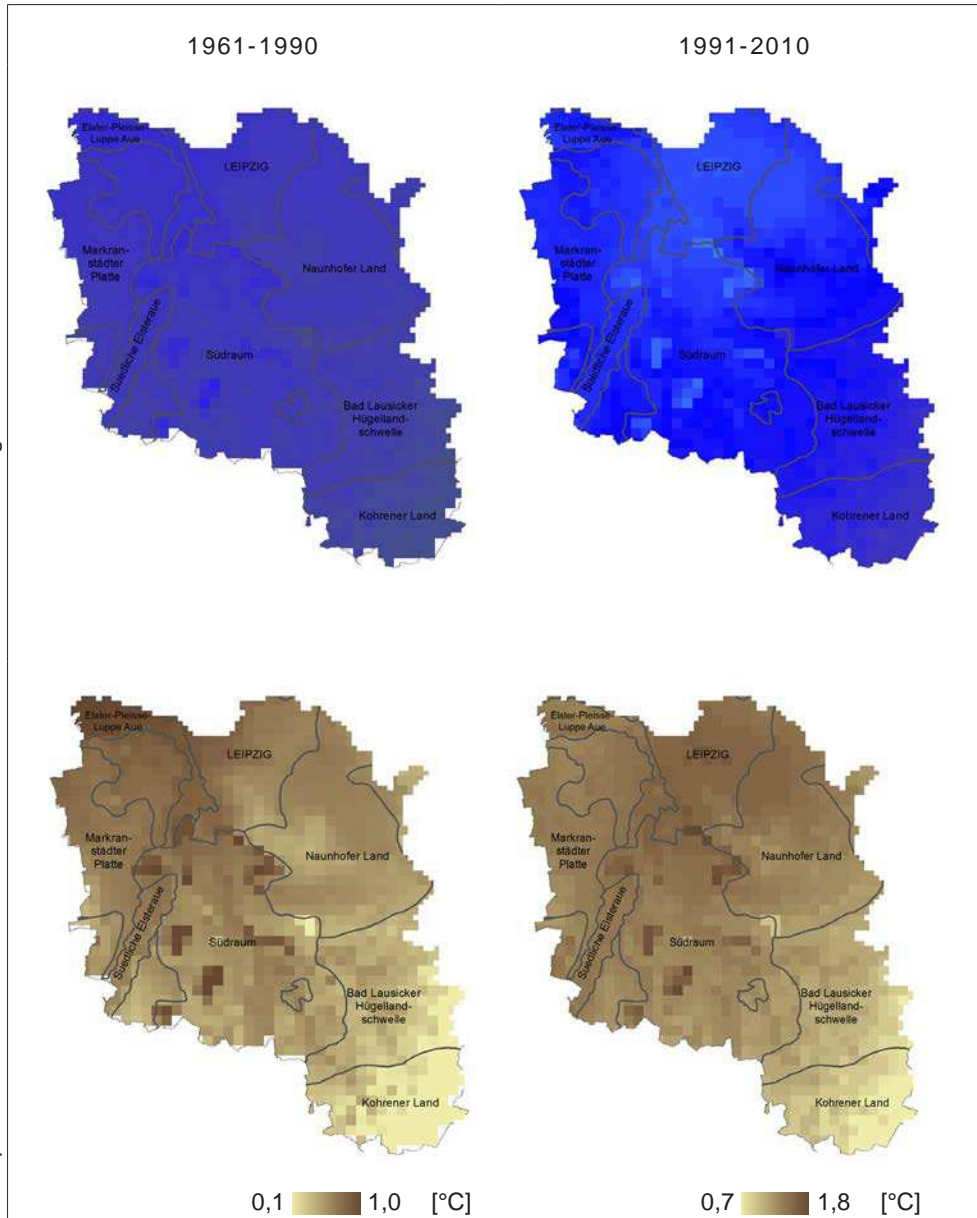 1961-1990
1991-2010
Elster-Pleisse-
Luppe Aue
LEIPZIG
Markran-
städter
Platte
Naunhofer Land
Suedliche Elsteraue
Südraum
Bad Lausicker
Hügelland-
schwelle
Kohrener Land
Elster-Pleisse-
Luppe Aue
LEIPZIG
Markran-
städter
Platte
Naunhofer Land
Suedliche Elsteraue
Südraum
Bad Lausicker
Hügelland-
schwelle
Kohrener Land
Elster-Pleisse-
Luppe Aue
LEIPZIG
Markran-
städter
Platte
Naunhofer Land
Suedliche Elsteraue
Südraum
Bad Lausicker
Hügelland-
schwelle
Kohrener Land
Elster-Pleisse-
Luppe Aue
LEIPZIG
Markran-
städter
Platte
Naunhofer Land
Suedliche Elsteraue
Südraum
Bad Lausicker
Hügelland-
schwelle
Kohrener Land
0,1 1,0 [°C]
0,7 1,8 [°C]